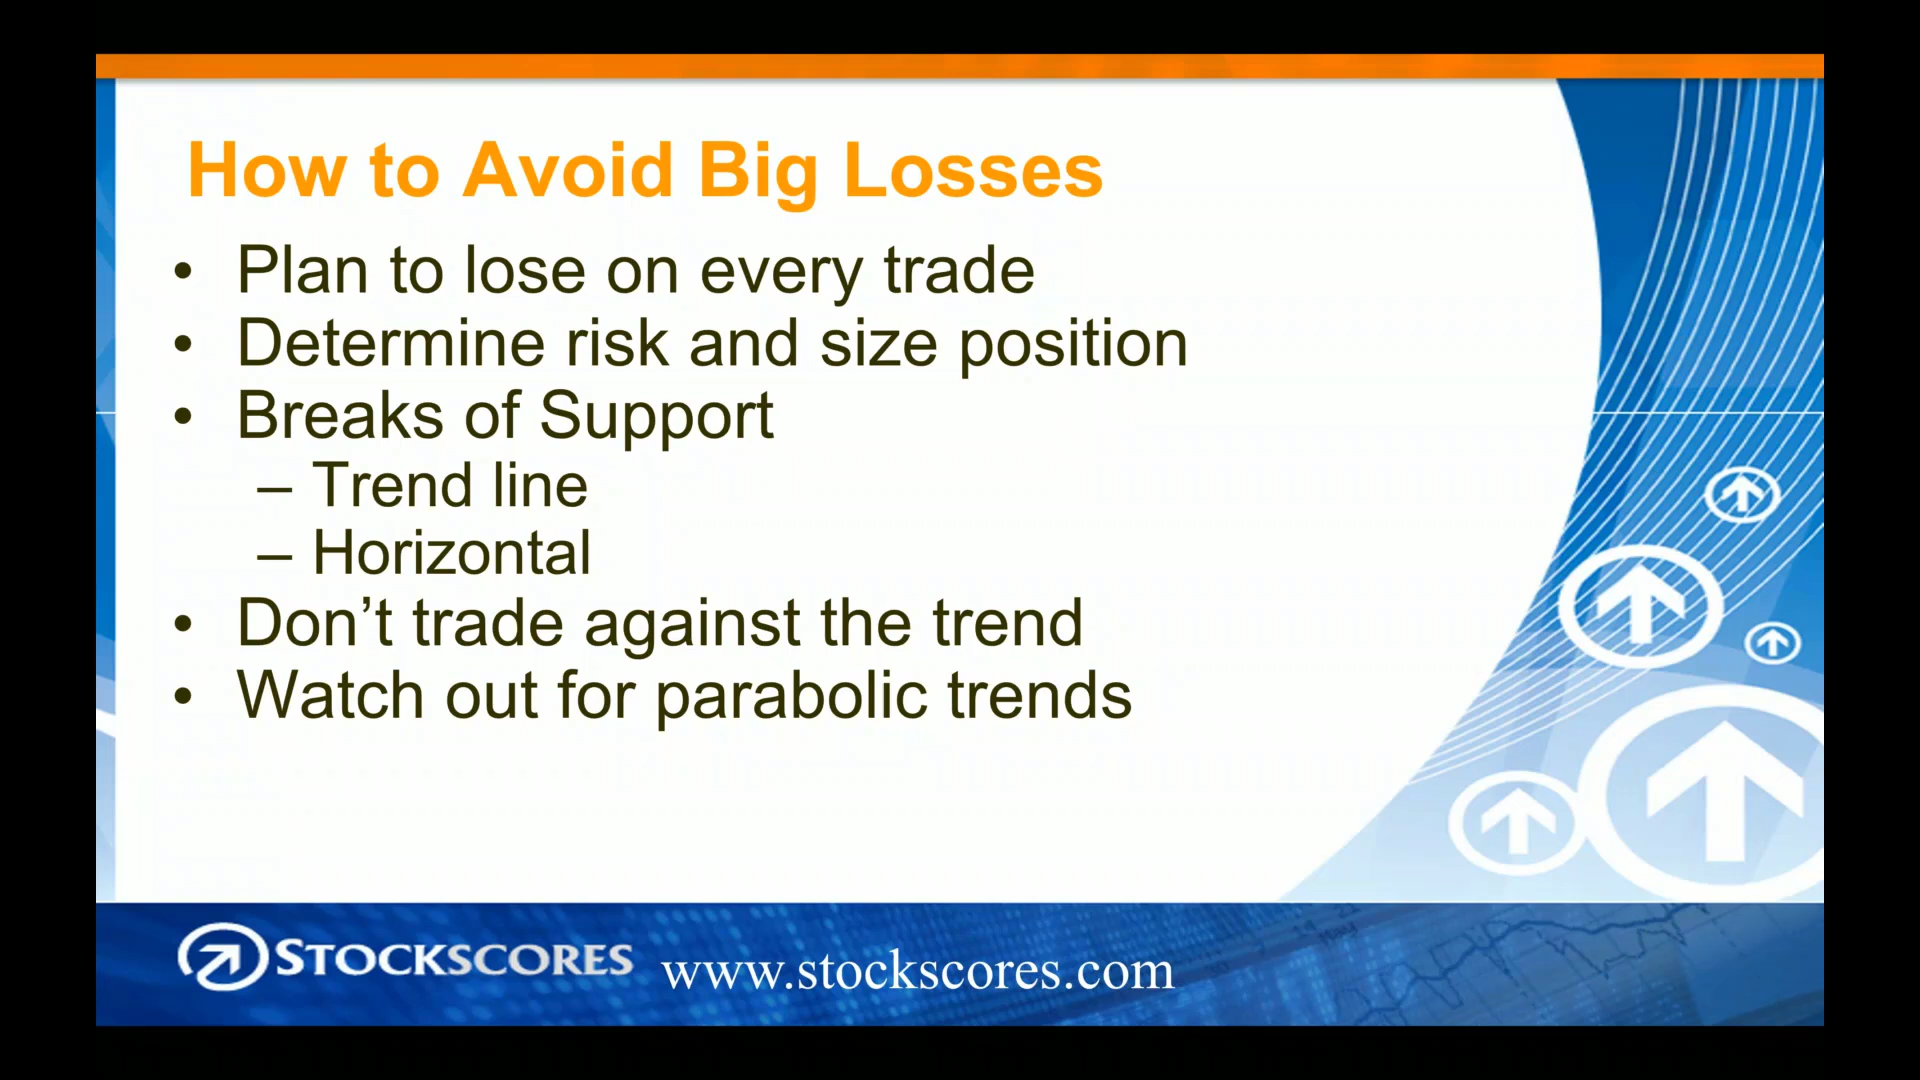 How to Avoid Big Losses
• Plan to lose on every trade
• Determine risk and size position
• Breaks of Support
– Trend line
– Horizontal
• Don’t trade against the trend
• Watch out for parabolic trends
STOCKSCORES www.stockscores.com